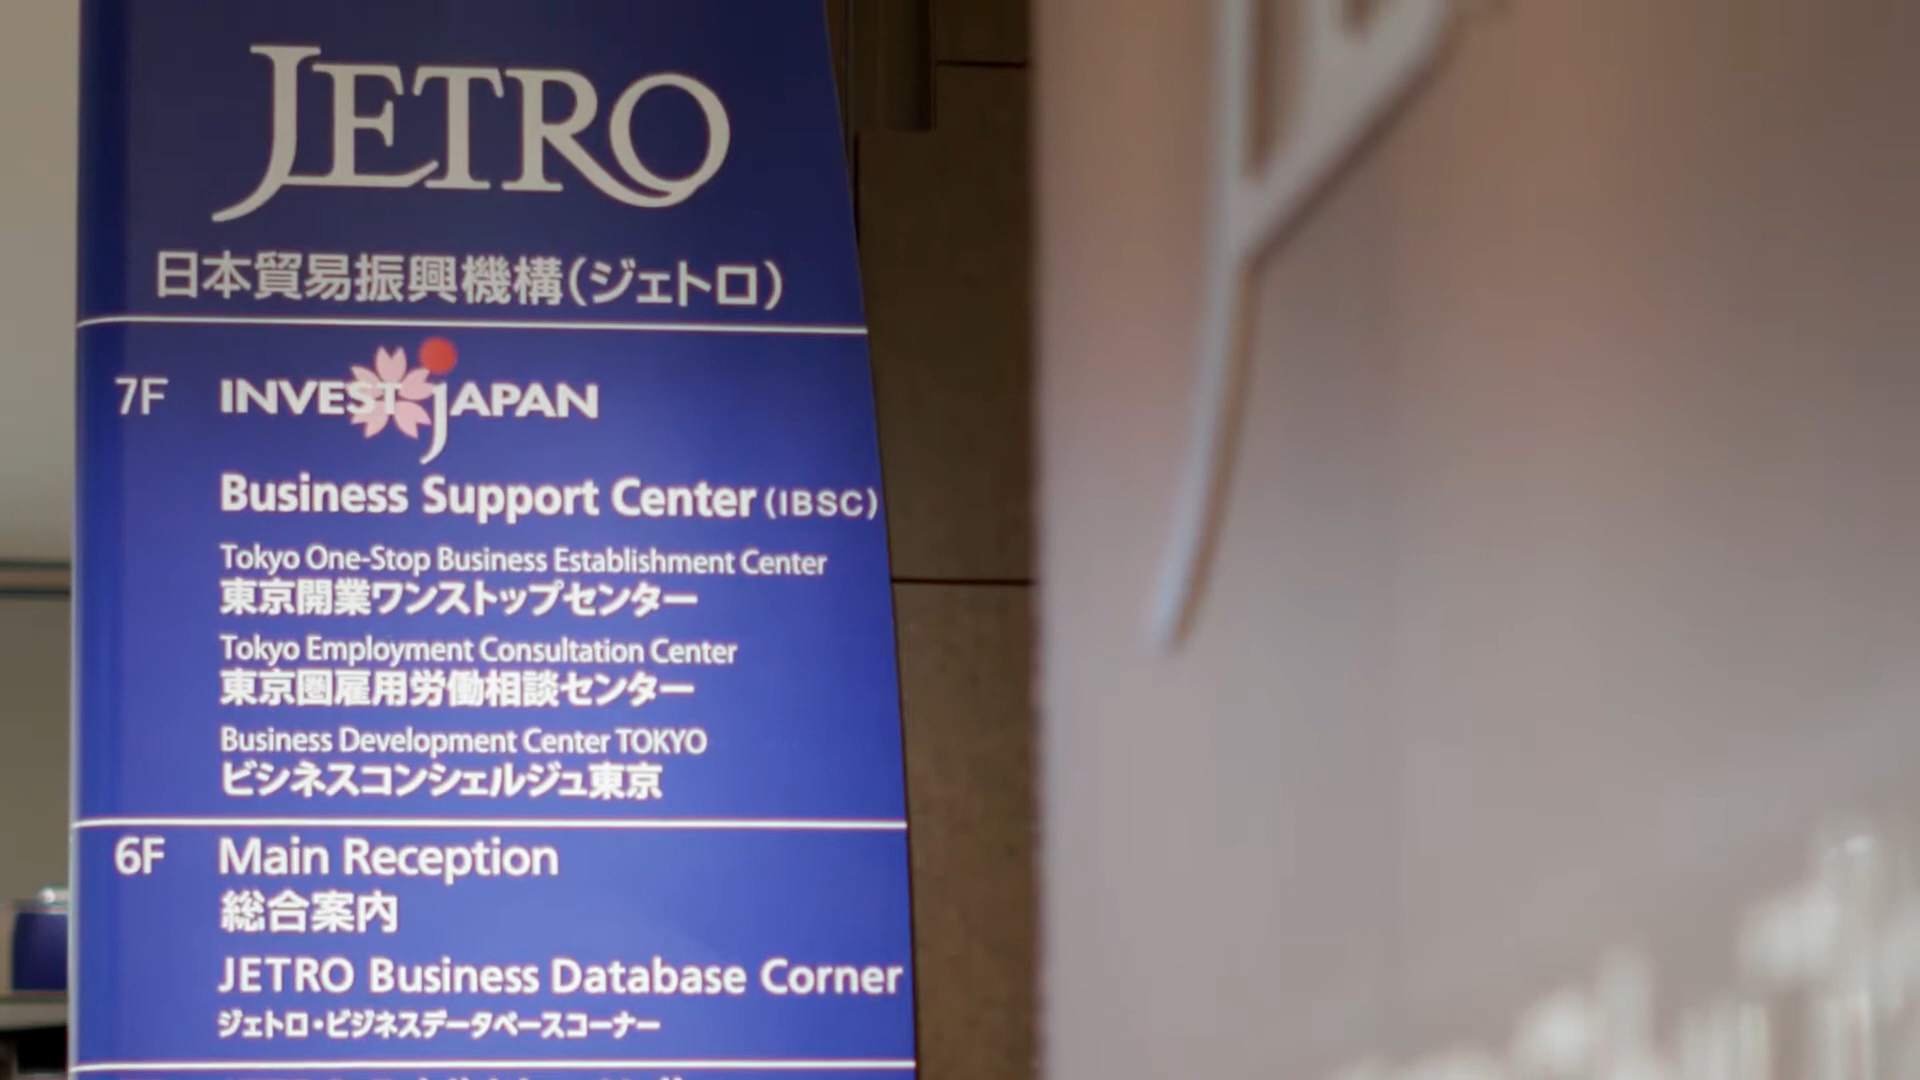 JETRO
日本貿易振興機構(ジェトロ)
7F INVEST JAPAN
Business Support Center (IBSC)
Tokyo One-Stop Business Establishment Center
東京開業ワンストップセンター
Tokyo Employment Consultation Center
東京圏雇用労働相談センター
Business Development Center TOKYO
ビジネスコンシェルジュ東京
6F Main Reception
総合案内
JETRO Business Database Corner
ジェトロ・ビジネスデータベースコーナー